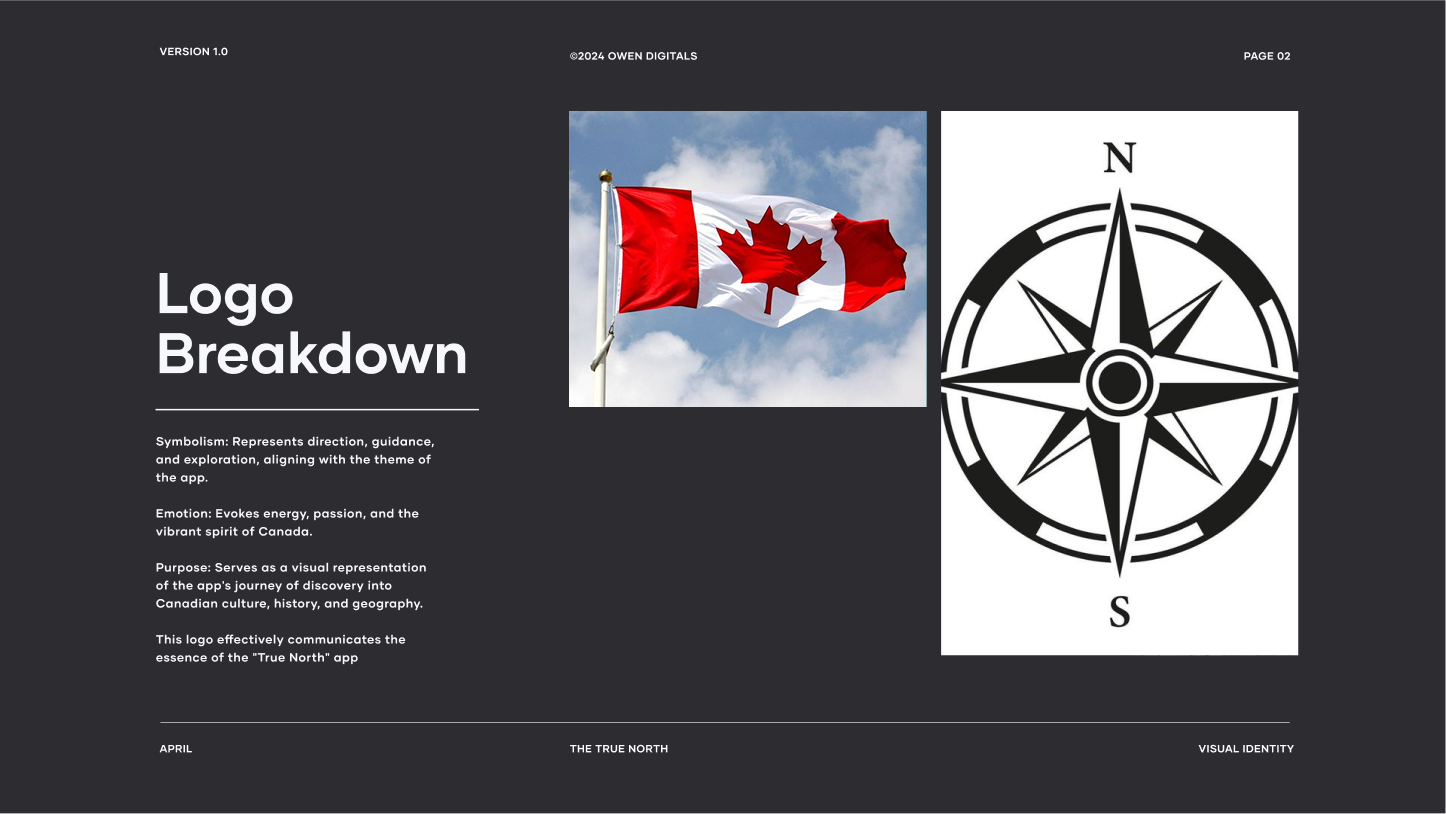 VERSION 1.0
©2024 OWEN DIGITALS
PAGE 02
Logo
Breakdown
Symbolism: Represents direction, guidance,
and exploration, aligning with the theme of
the app.
Emotion: Evokes energy, passion, and the
vibrant spirit of Canada.
Purpose: Serves as a visual representation
of the app's journey of discovery into
Canadian culture, history, and geography.
This logo effectively communicates the
essence of the "True North" app
N
S
APRIL
THE TRUE NORTH
VISUAL IDENTITY